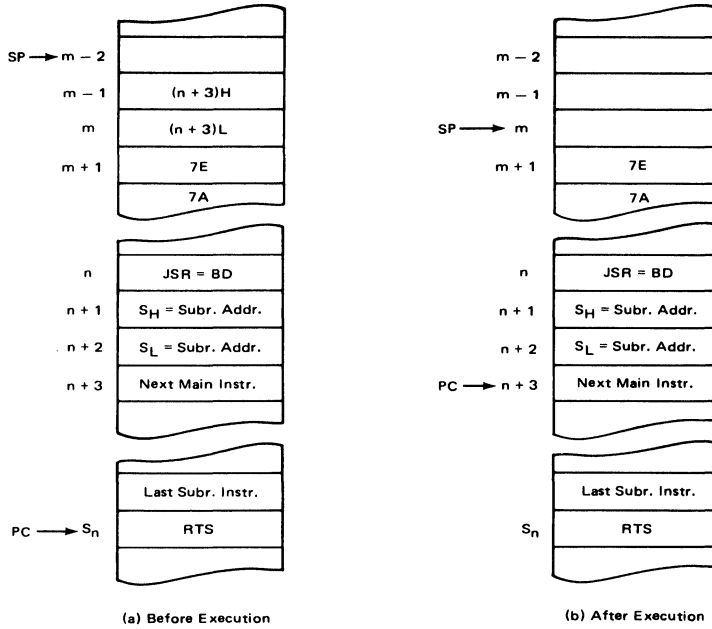 SP m – 2
m – 1 (n + 3)H
m (n + 3)L
m + 1 7E
7A
n JSR = BD
n + 1 SH = Subr. Addr.
n + 2 SL = Subr. Addr.
n + 3 Next Main Instr.
Last Subr. Instr.
PC Sn RTS
(a) Before Execution
m – 2
m – 1
SP m
m + 1 7E
7A
n JSR = BD
n + 1 SH = Subr. Addr.
n + 2 SL = Subr. Addr.
PC n + 3 Next Main Instr.
Last Subr. Instr.
Sn RTS
(b) After Execution